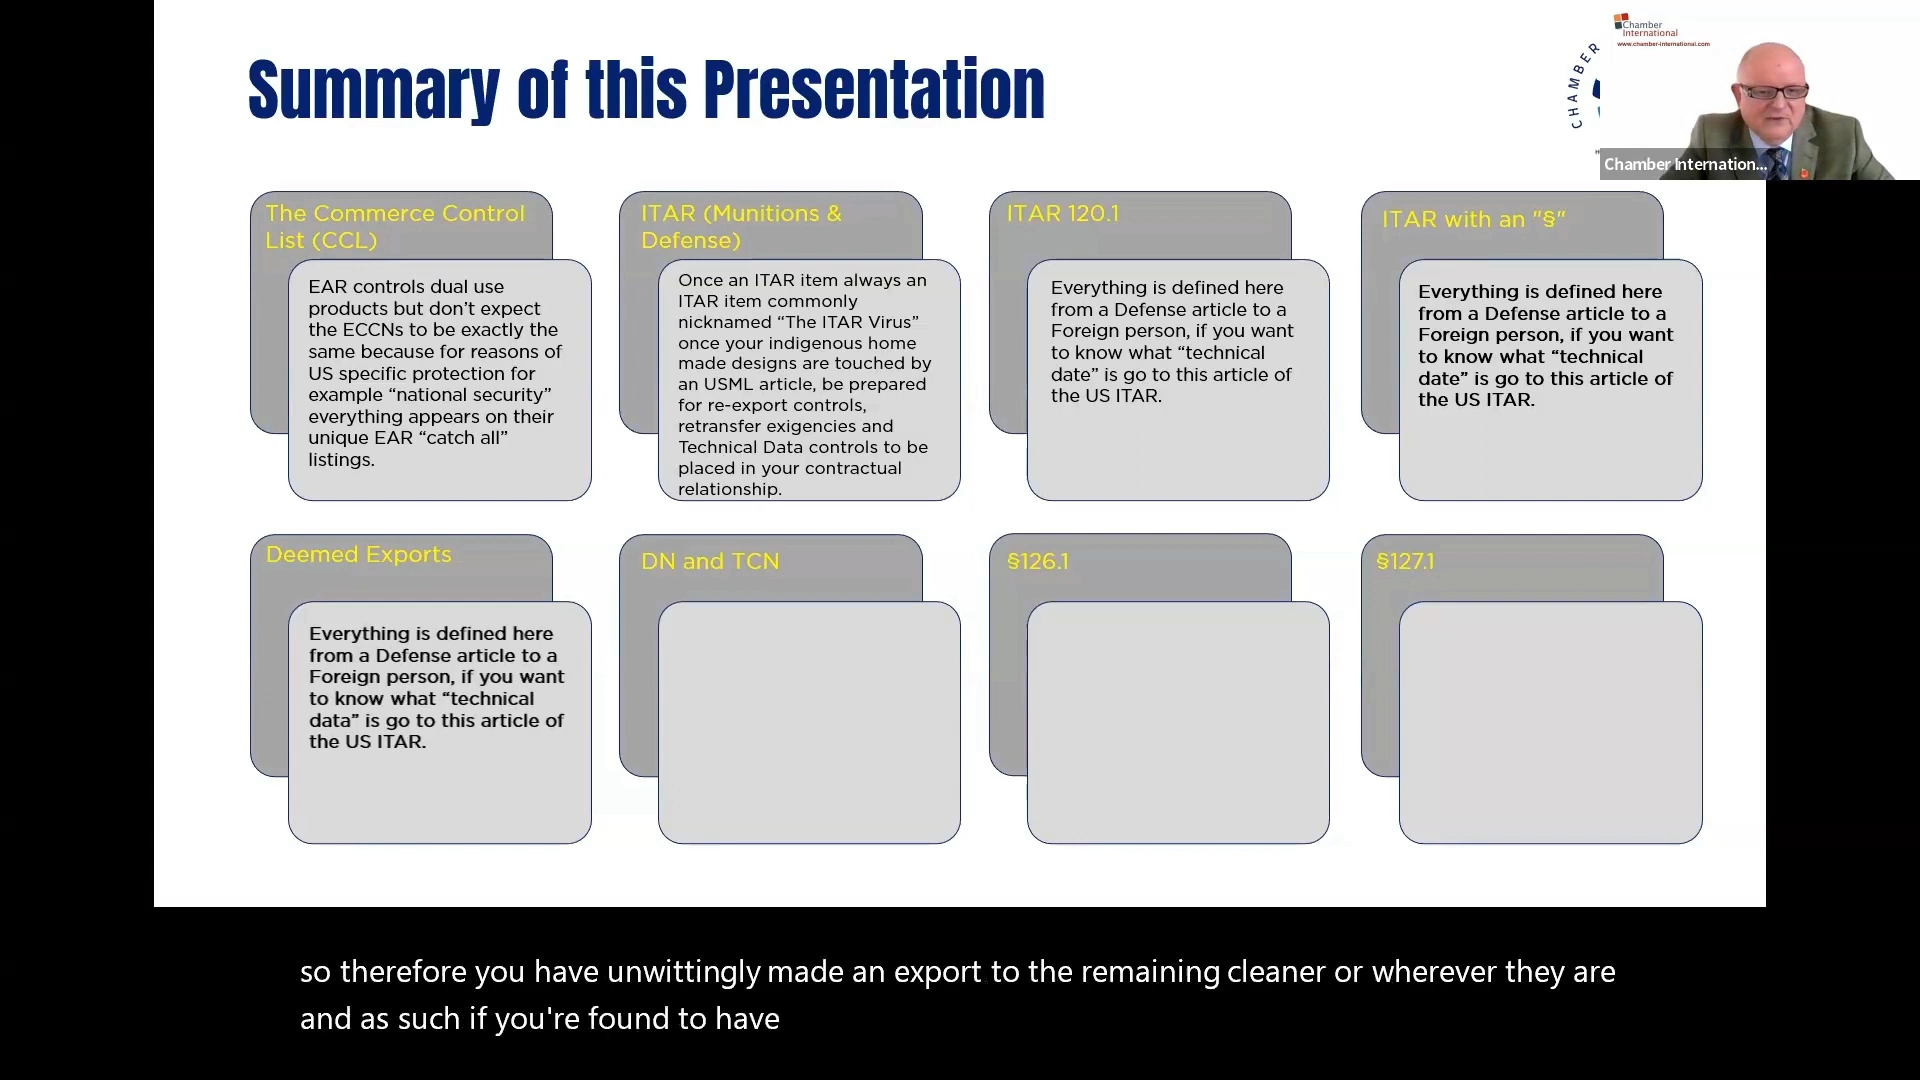 Summary of this Presentation
Chamber
International
www.chamber-international.com
CHAMBER
Chamber Internation...
The Commerce Control
List (CCL)
EAR controls dual use
products but don’t expect
the ECCNs to be exactly the
same because for reasons of
US specific protection for
example “national security”
everything appears on their
unique EAR “catch all”
listings.
ITAR (Munitions &
Defense)
Once an ITAR item always an
ITAR item commonly
nicknamed “The ITAR Virus”
once your indigenous home
made designs are touched by
an USML article, be prepared
for re-export controls,
retransfer exigencies and
Technical Data controls to be
placed in your contractual
relationship.
ITAR 120.1
Everything is defined here
from a Defense article to a
Foreign person, if you want
to know what “technical
date” is go to this article of
the US ITAR.
ITAR with an "§"
Everything is defined here
from a Defense article to a
Foreign person, if you want
to know what “technical
date” is go to this article of
the US ITAR.
Deemed Exports
Everything is defined here
from a Defense article to a
Foreign person, if you want
to know what “technical
data” is go to this article of
the US ITAR.
DN and TCN
§126.1
§127.1
so therefore you have unwittingly made an export to the remaining cleaner or wherever they are
and as such if you're found to have